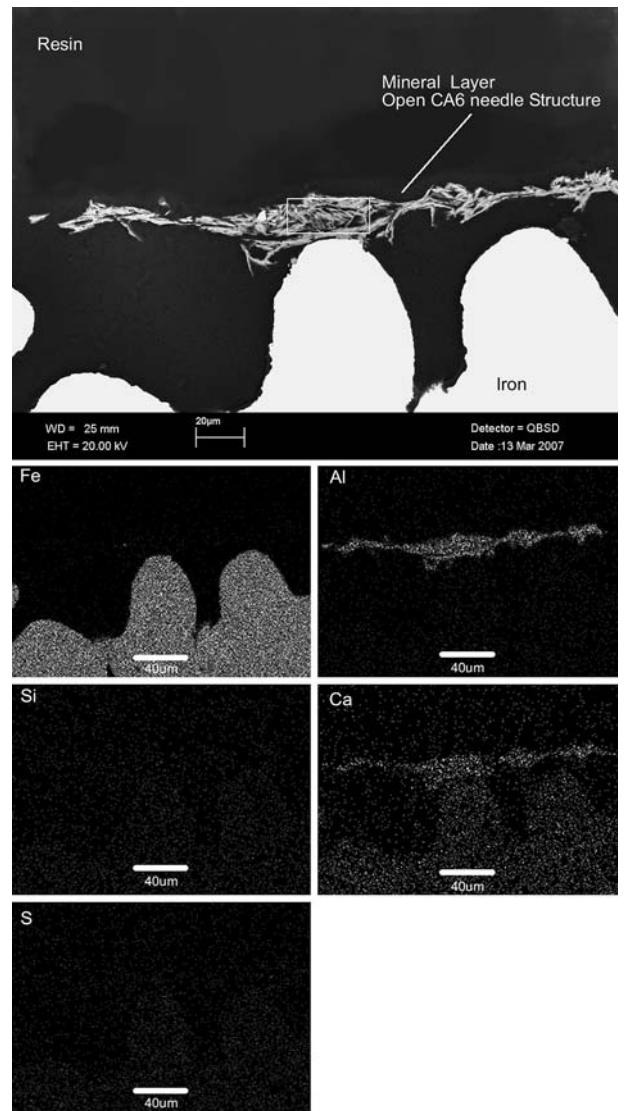 Resin
Mineral Layer
Open CA6 needle Structure
Iron
WD = 25 mm
EHT = 20.00 kV
20µm
Detector = QBSD
Date :13 Mar 2007
Fe
40um
Al
40um
Si
40um
Ca
40um
S
40um